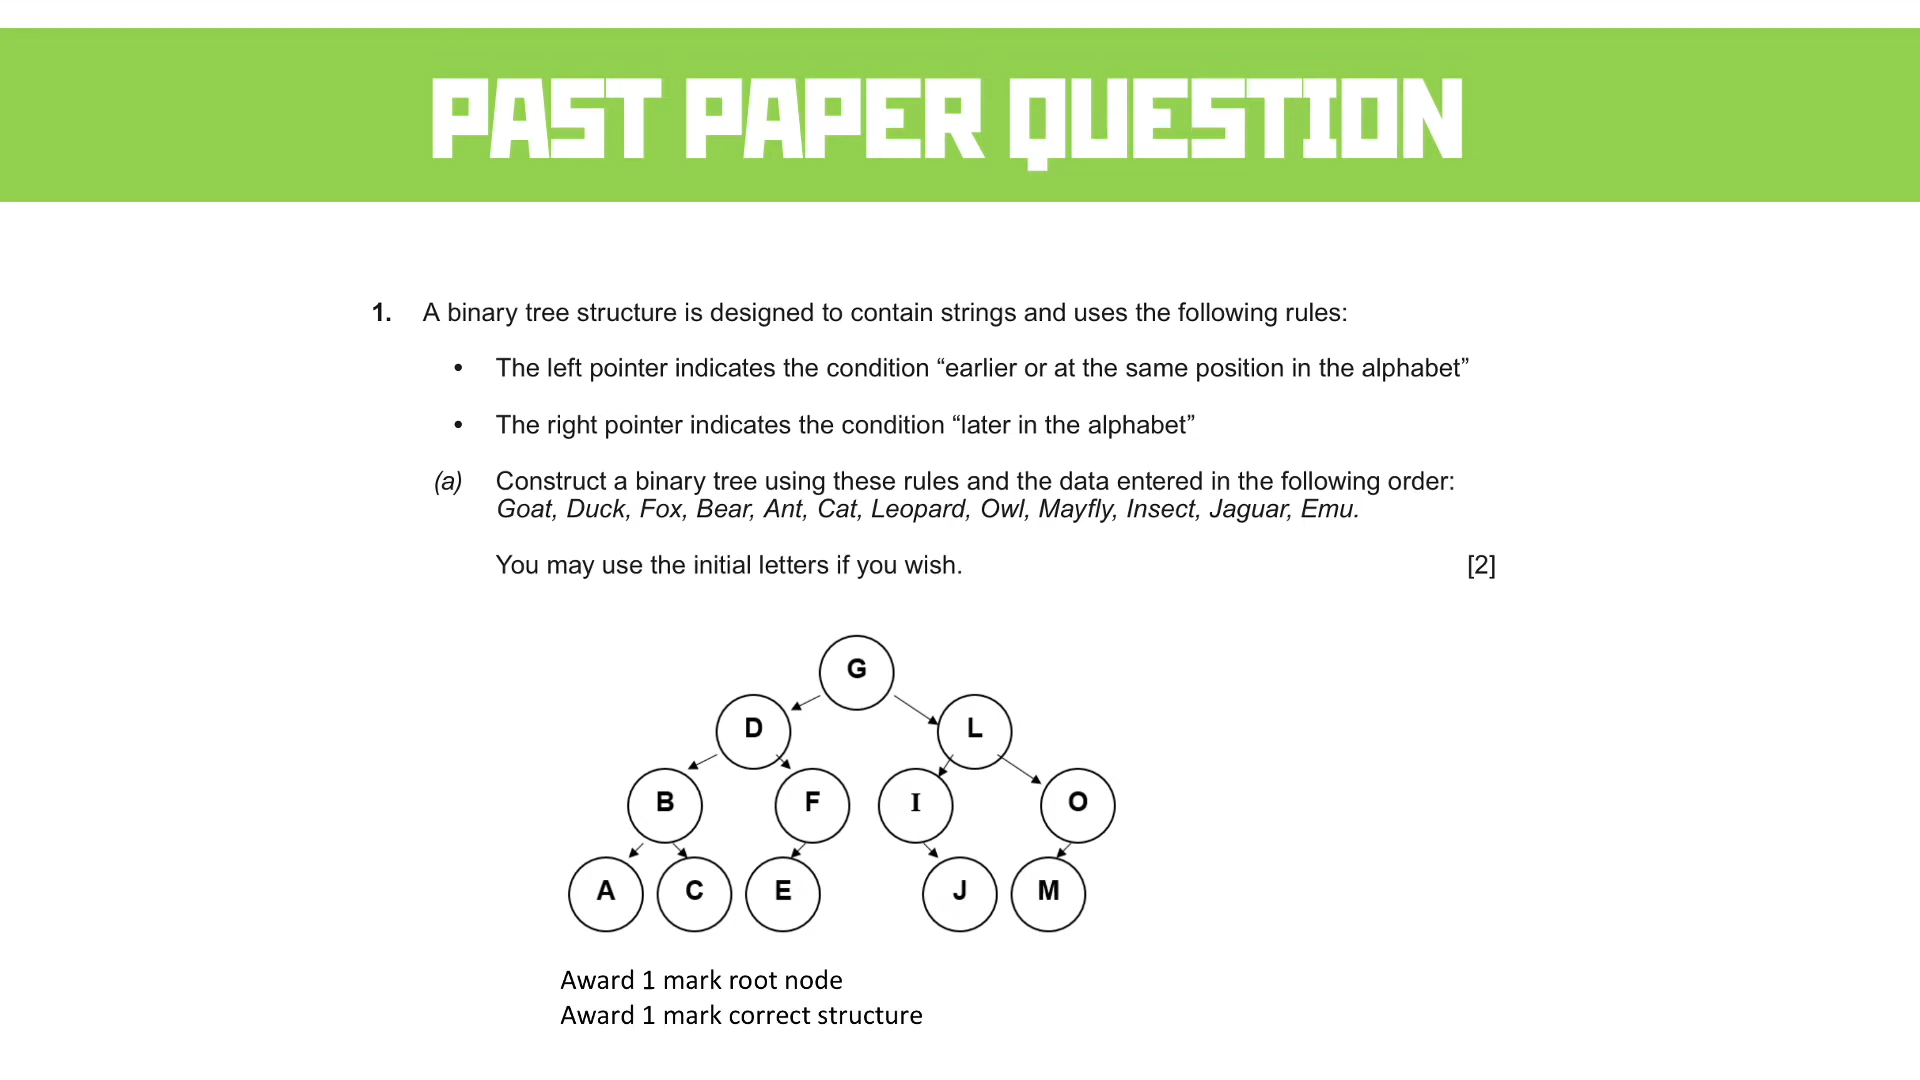 PAST PAPER QUESTION
1. A binary tree structure is designed to contain strings and uses the following rules:
• The left pointer indicates the condition “earlier or at the same position in the alphabet”
• The right pointer indicates the condition “later in the alphabet”
(a) Construct a binary tree using these rules and the data entered in the following order:
Goat, Duck, Fox, Bear, Ant, Cat, Leopard, Owl, Mayfly, Insect, Jaguar, Emu.
You may use the initial letters if you wish. [2]
G
D L
B F I O
A C E J M
Award 1 mark root node
Award 1 mark correct structure